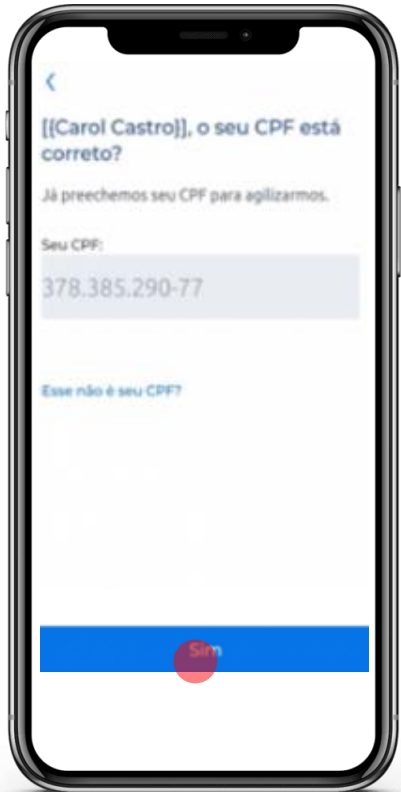 [[Carol Castro]], o seu CPF está
correto?
Já preechemos seu CPF para agilizarmos.
Seu CPF:
378.385.290-77
Esse não é seu CPF?
Sim